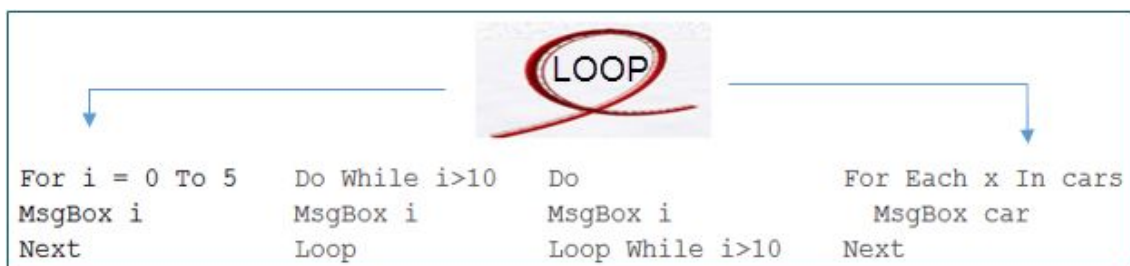 LOOP
For i = 0 To 5
MsgBox i
Next
Do While i>10
MsgBox i
Loop
Do
MsgBox i
Loop While i>10
For Each x In cars
MsgBox car
Next